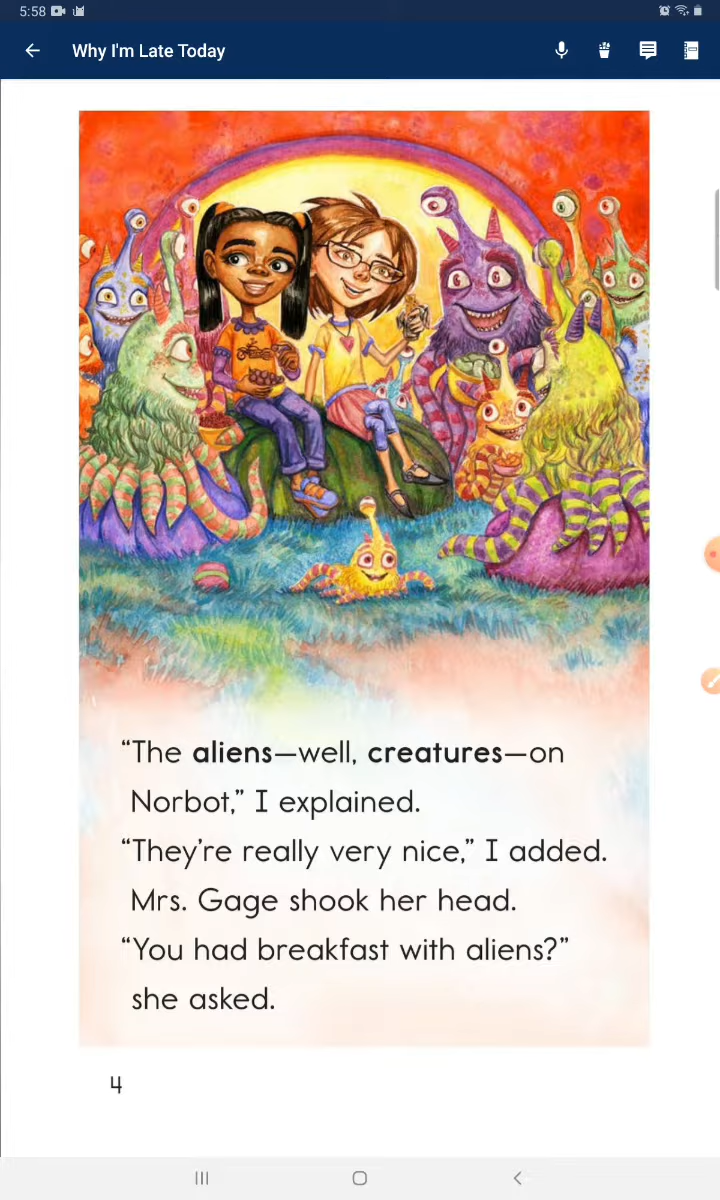 5:58
Why I'm Late Today
“The aliens—well, creatures—on
Norbot,” I explained.
“They’re really very nice,” I added.
Mrs. Gage shook her head.
“You had breakfast with aliens?”
she asked.
4